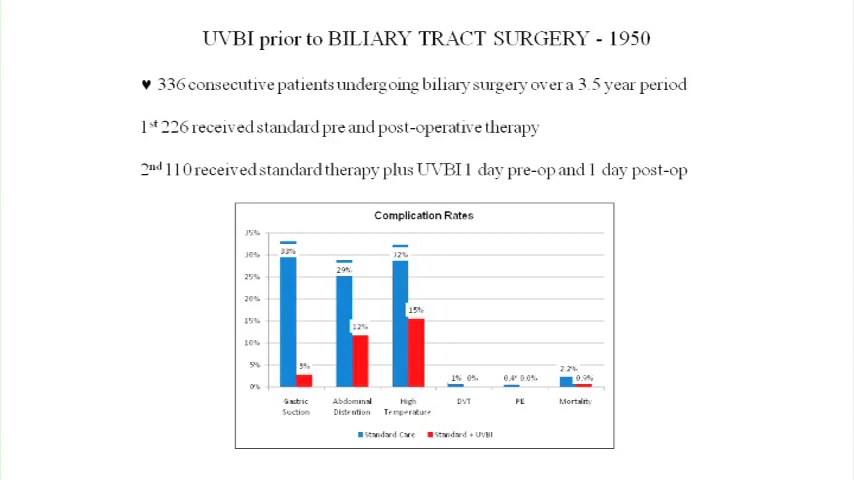 UVBI prior to BILIARY TRACT SURGERY - 1950
♥ 336 consecutive patients undergoing biliary surgery over a 3.5 year period
1st 226 received standard pre and post-operative therapy
2nd 110 received standard therapy plus UVBI 1 day pre-op and 1 day post-op
Complication Rates
35%
30%
25%
20%
15%
10%
5%
0%
33% 3%
29% 12%
32% 15%
1% 0%
0.4% 0.0%
2.2% 0.9%
Gastric Suction
Abdominal Distention
High Temperature
DVT
PE
Mortality
Standard Care Standard + UVBI